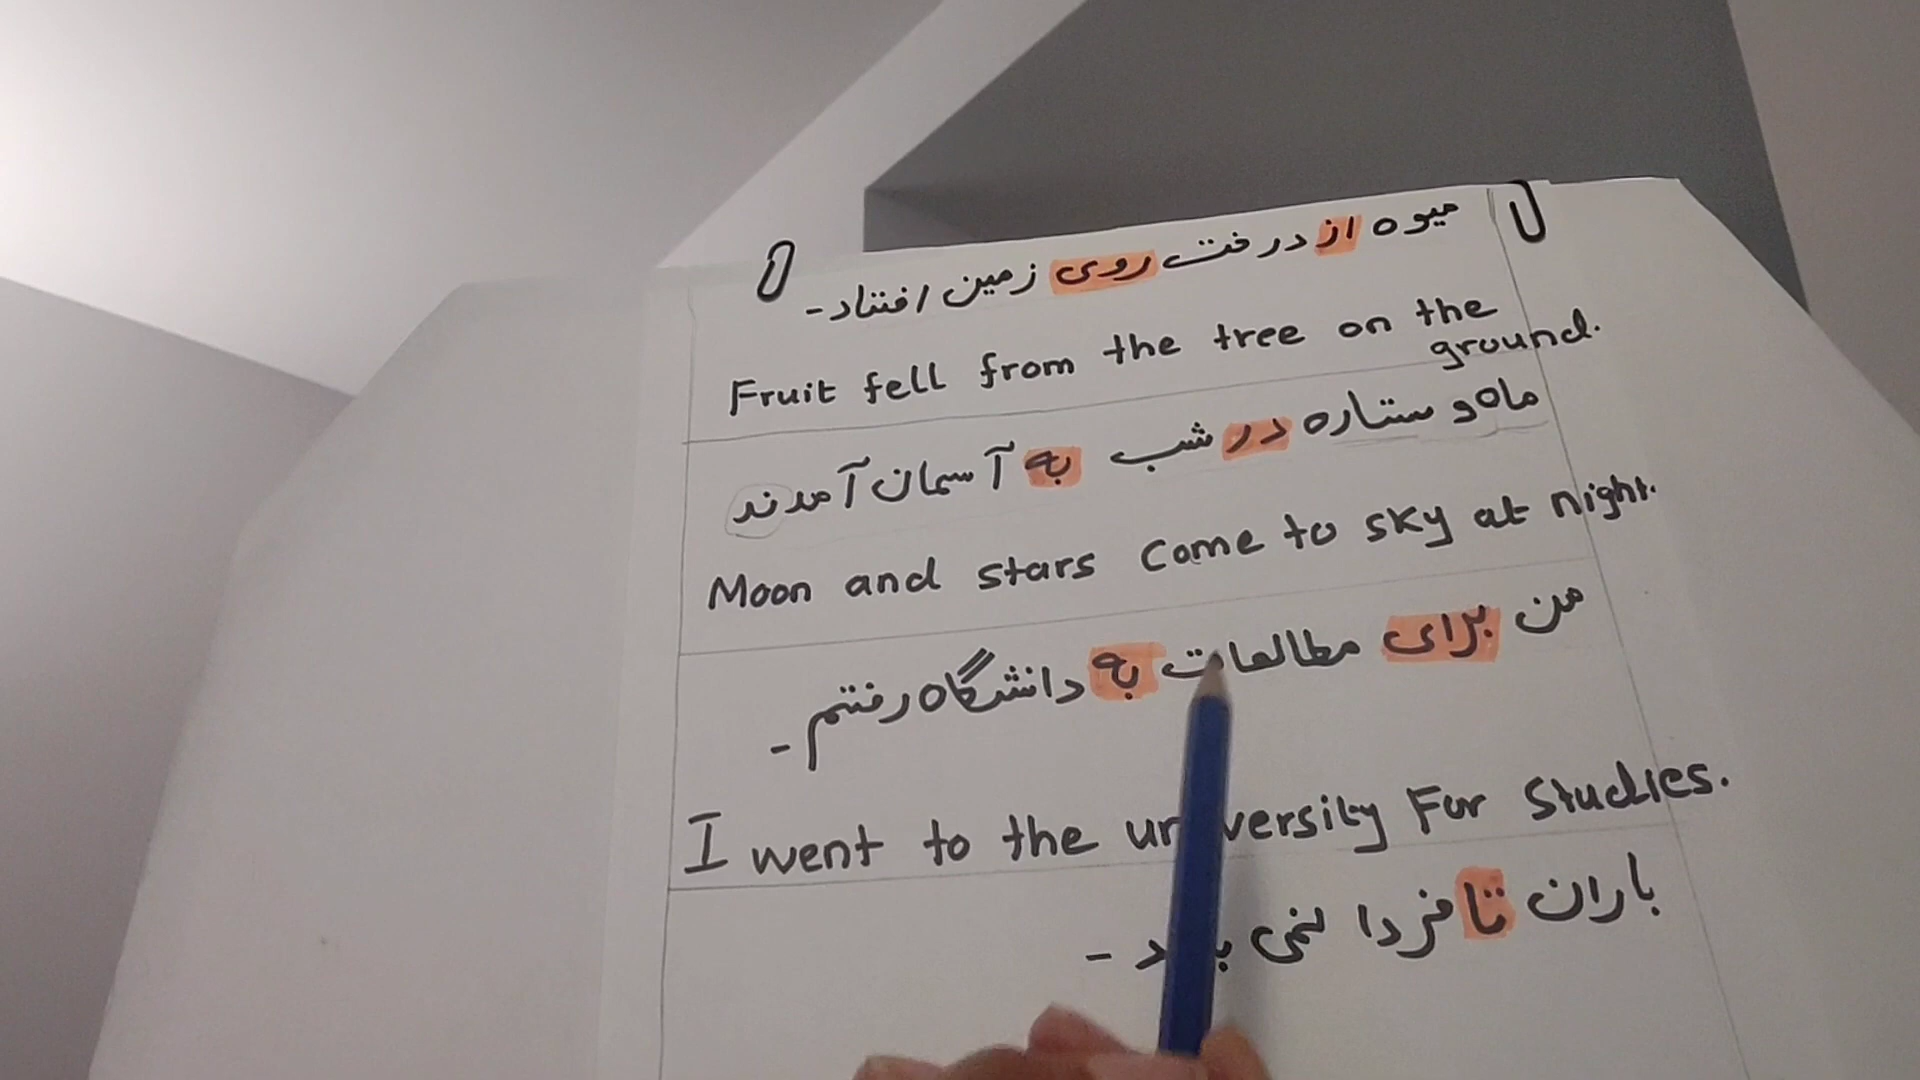 میوه از درخت روی زمین افتاد-
Fruit fell from the tree on the
ground.
ماه و ستاره در شب به آسمان آمدند
Moon and stars come to sky at night.
من برای مطالعات به دانشگاه رفتم -
I went to the university For Studies.
باران تا فردا نمی -